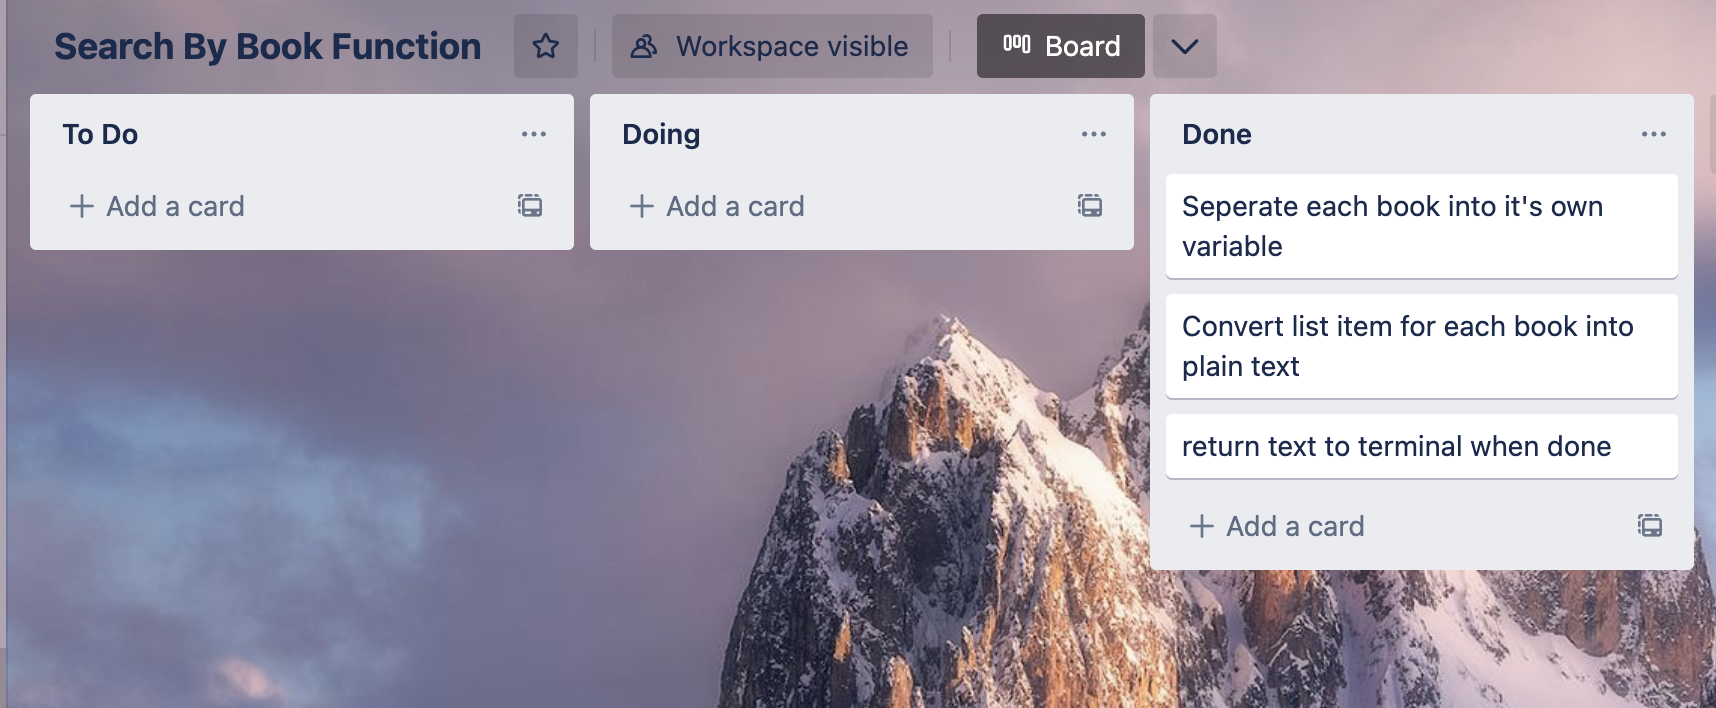 Search By Book Function
Workspace visible
Board
To Do
Add a card
Doing
Add a card
Done
Seperate each book into it's own
variable
Convert list item for each book into
plain text
return text to terminal when done
Add a card